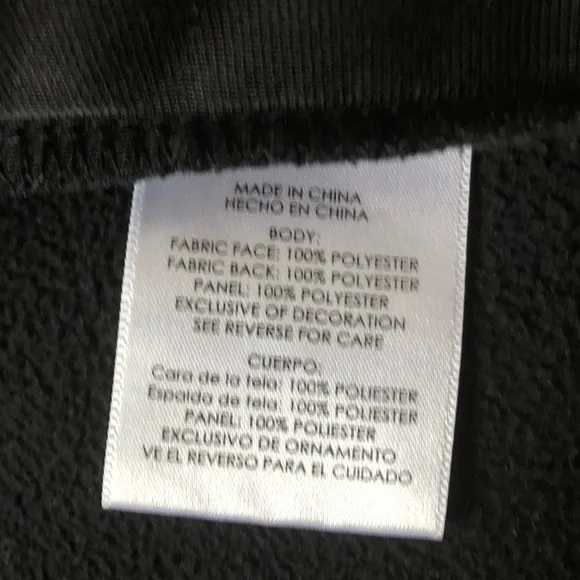 MADE IN CHINA
HECHO EN CHINA
BODY:
FABRIC FACE: 100% POLYESTER
FABRIC BACK: 100% POLYESTER
PANEL: 100% POLYESTER
EXCLUSIVE OF DECORATION
SEE REVERSE FOR CARE
CUERPO:
Cara de la tela: 100% POLIESTER
Espalda de tela: 100% POLIESTER
PANEL: 100% POLIESTER
EXCLUSIVO DE ORNAMENTO
VE EL REVERSO PARA EL CUIDADO